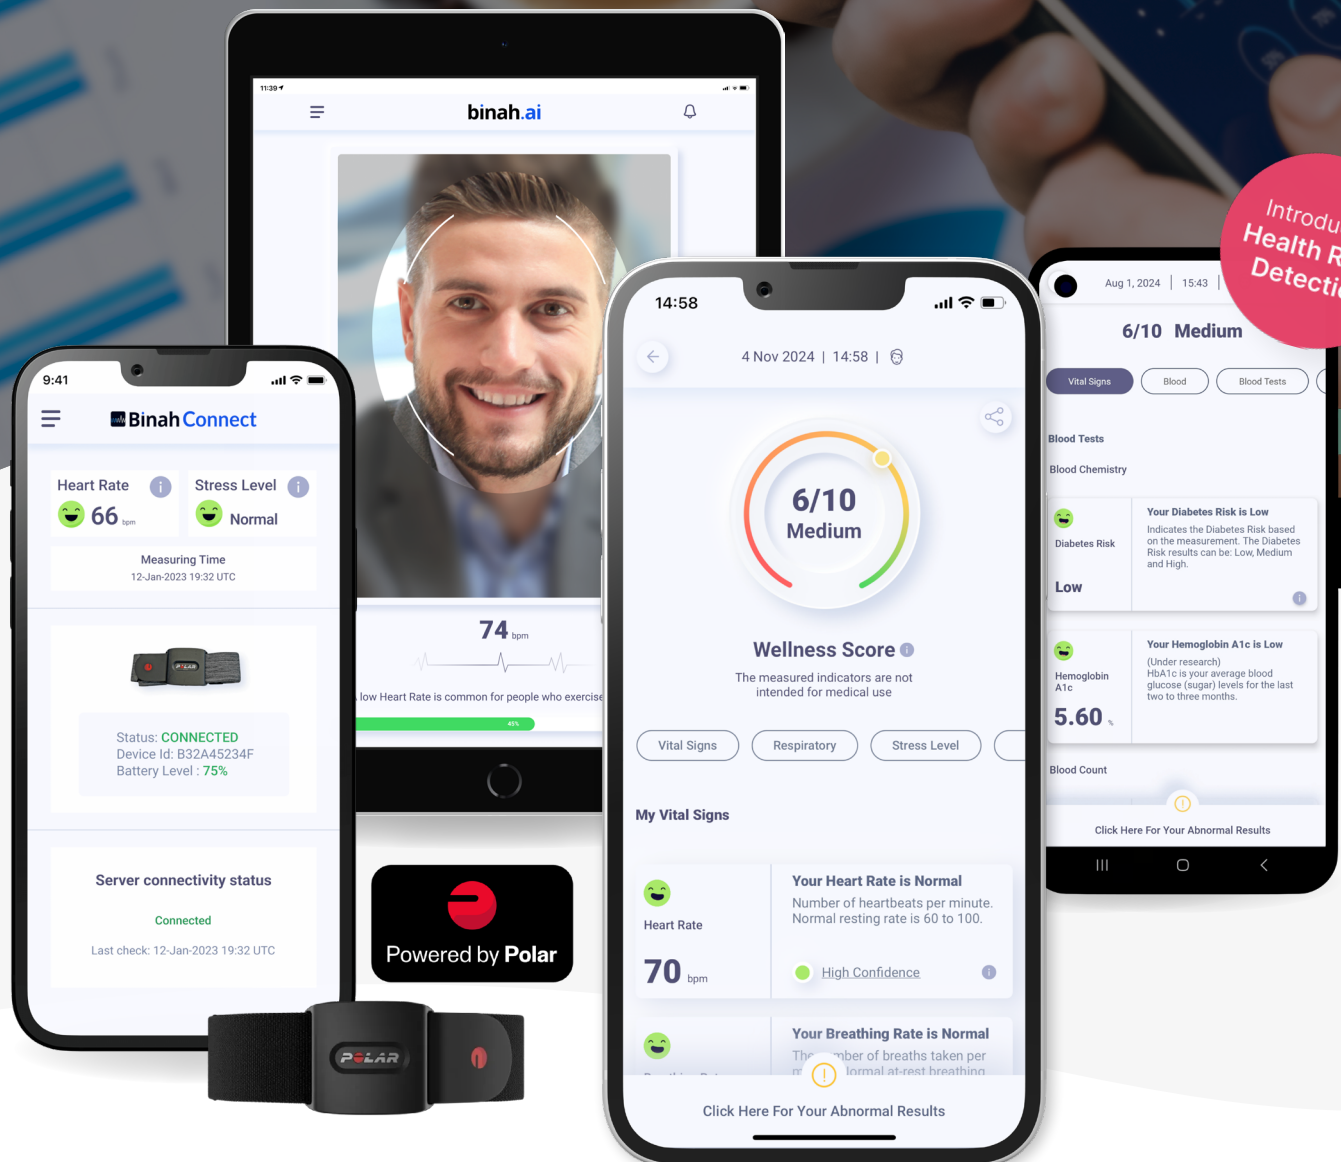 11:39
binah.ai
74 bpm
low Heart Rate is common for people who exercise
45%
9:41
Binah Connect
Heart Rate
66 bpm
Stress Level
Normal
Measuring Time
12-Jan-2023 19:32 UTC
POLAR
Status: CONNECTED
Device Id: B32A45234F
Battery Level : 75%
Server connectivity status
Connected
Last check: 12-Jan-2023 19:32 UTC
Powered by Polar
POLAR
14:58
4 Nov 2024 | 14:58 |
6/10
Medium
Wellness Score
The measured indicators are not
intended for medical use
Vital Signs
Respiratory
Stress Level
My Vital Signs
Heart Rate
70 bpm
Your Heart Rate is Normal
Number of heartbeats per minute.
Normal resting rate is 60 to 100.
High Confidence
Your Breathing Rate is Normal
breaths taken per
at-rest breathing
Click Here For Your Abnormal Results
Health
Aug 1, 2024 | 15:43 |
6/10 Medium
Vital Signs
Blood
Blood Tests
Blood Tests
Blood Chemistry
Diabetes Risk
Low
Your Diabetes Risk is Low
Indicates the Diabetes Risk based
on the measurement. The Diabetes
Risk results can be: Low, Medium
and High.
Hemoglobin
A1c
5.60 %
Your Hemoglobin A1c is Low
(Under research)
HbA1c is your average blood
glucose (sugar) levels for the last
two to three months.
Blood Count
Click Here For Your Abnormal Results